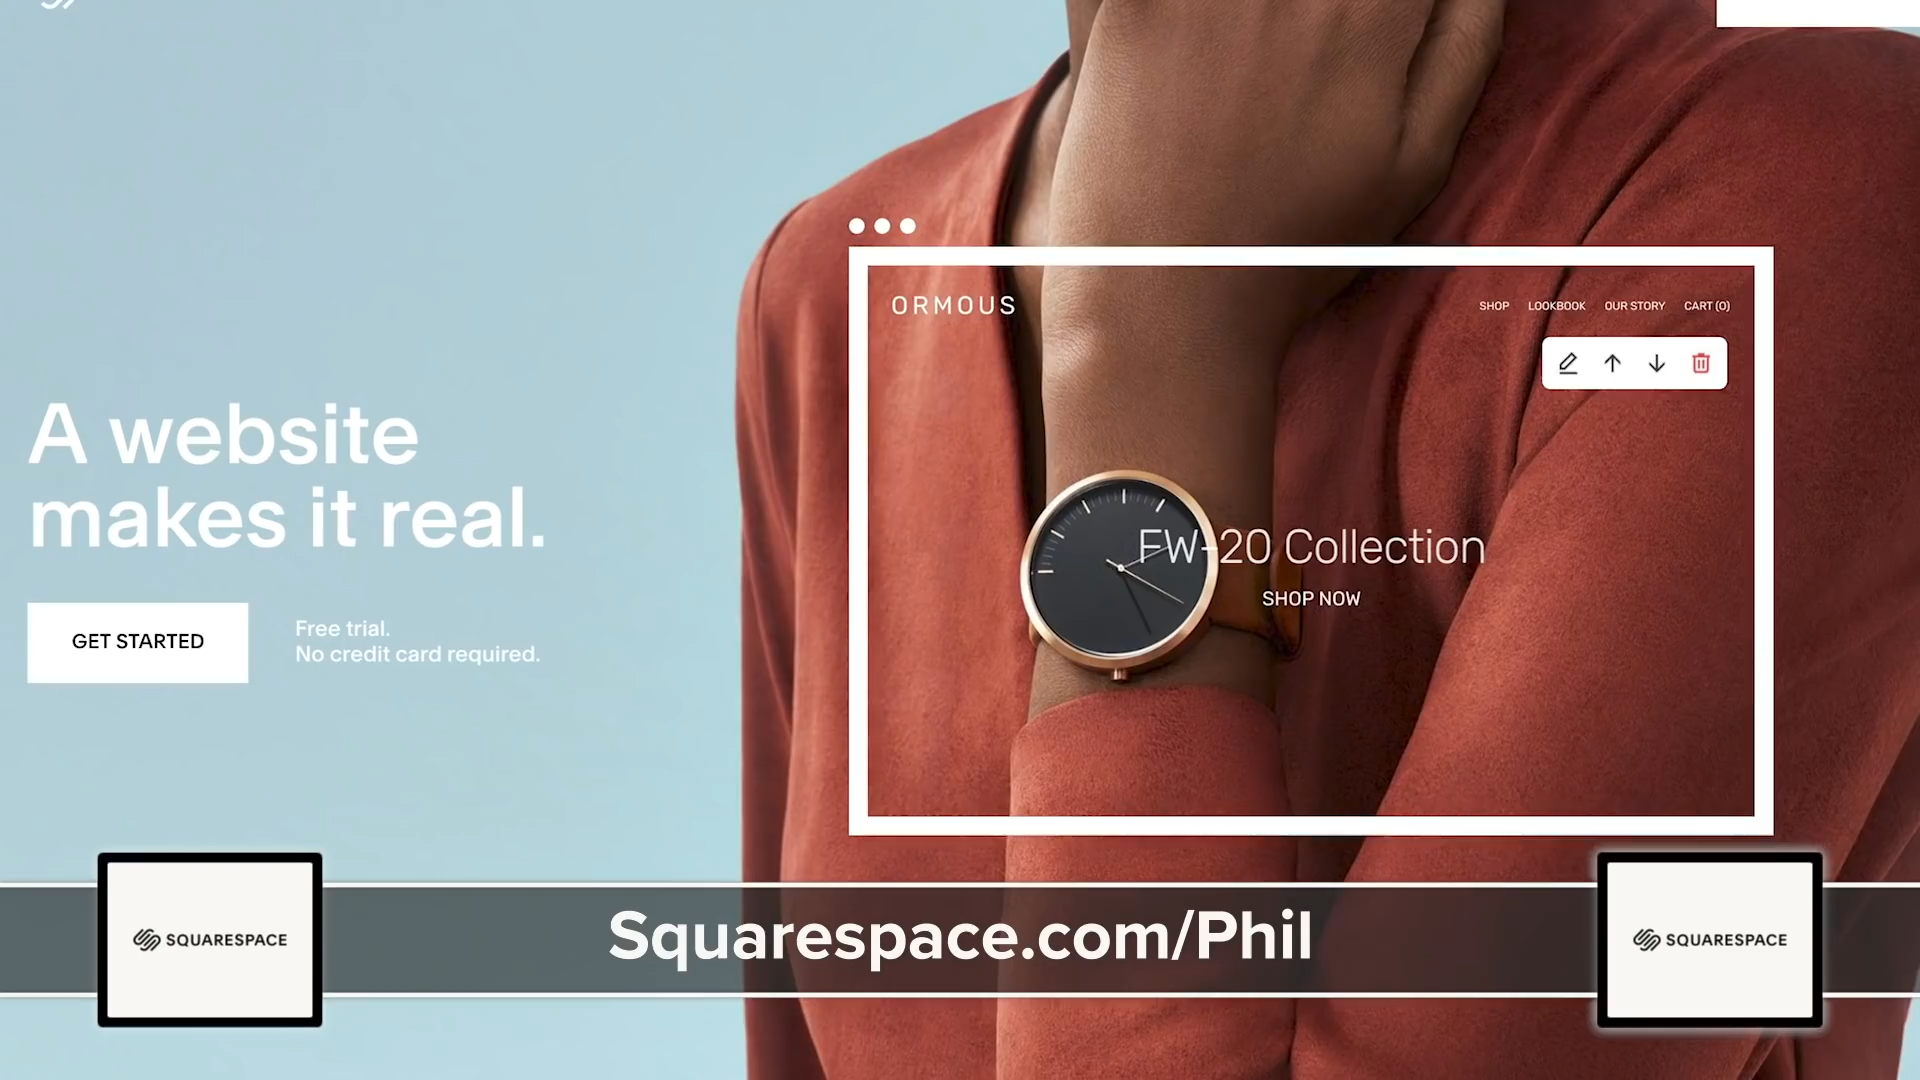 ORMOUS
SHOP LOOKBOOK OUR STORY CART (0)
A website
makes it real.
FW-20 Collection
SHOP NOW
GET STARTED
Free trial.
No credit card required.
SQUARESPACE
Squarespace.com/Phil
SQUARESPACE